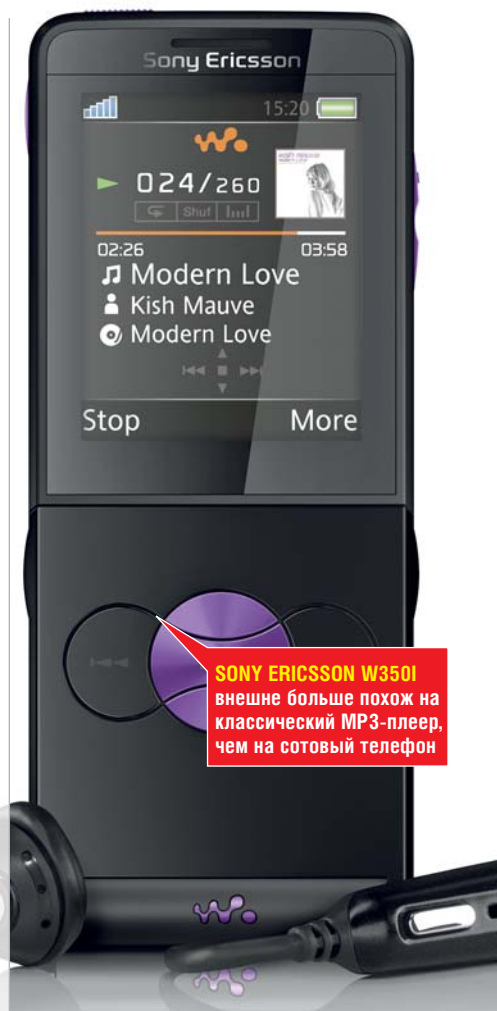 Sony Ericsson
15:20
024/260
Shuf
02:26 03:58
Modern Love
Kish Mauve
Modern Love
Stop More
SONY ERICSSON W350I
внешне больше похож на
классический MP3-плеер,
чем на сотовый телефон